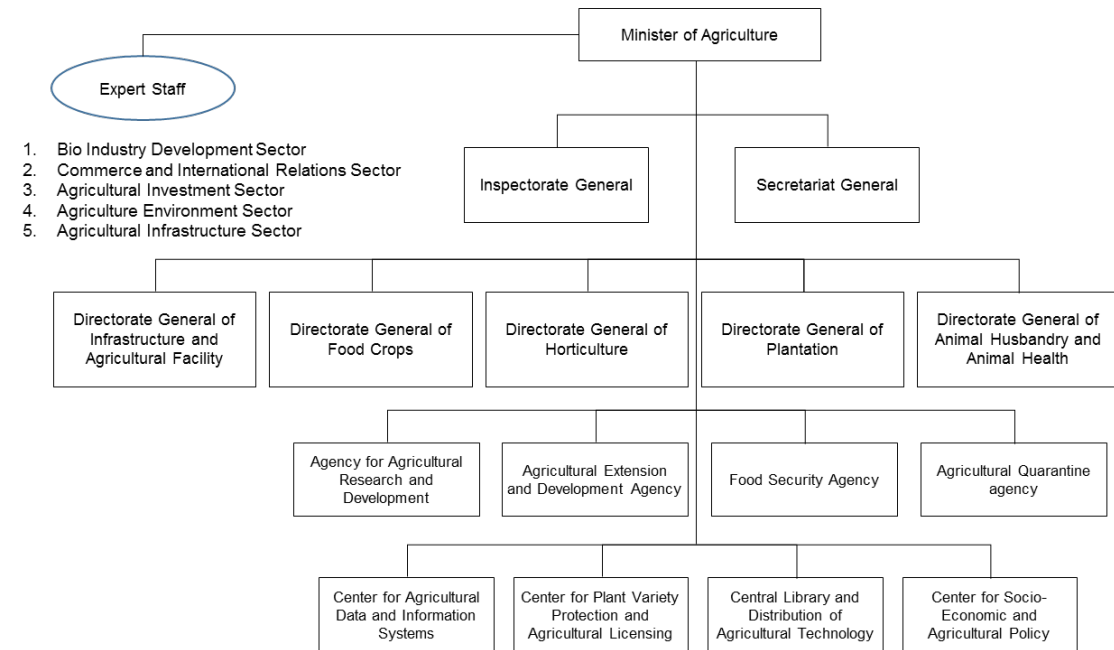 Minister of Agriculture
Expert Staff
1. Bio Industry Development Sector
2. Commerce and International Relations Sector
3. Agricultural Investment Sector
4. Agriculture Environment Sector
5. Agricultural Infrastructure Sector
Inspectorate General
Secretariat General
Directorate General of
Infrastructure and
Agricultural Facility
Directorate General of
Food Crops
Directorate General of
Horticulture
Directorate General of
Plantation
Directorate General of
Animal Husbandry and
Animal Health
Agency for Agricultural
Research and
Development
Agricultural Extension
and Development Agency
Food Security Agency
Agricultural Quarantine
agency
Center for Agricultural
Data and Information
Systems
Center for Plant Variety
Protection and
Agricultural Licensing
Central Library and
Distribution of
Agricultural Technology
Center for Socio-
Economic and
Agricultural Policy